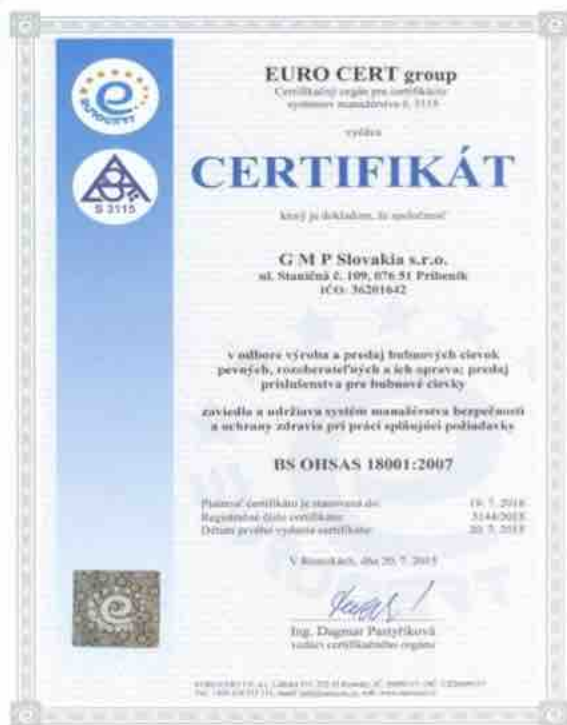 eurocert
S 3115
EURO CERT group
Certifikačný orgán pre certifikáciu
systémov manažérstva č. 3115
vydáva
CERTIFIKÁT
ktorý je dokladom, že spoločnosť
G M P Slovakia s.r.o.
ul. Staničná č. 109, 076 51 Pribeník
IČO: 36201642
v odbore výroba a predaj bubnových cievok
pevných, rozoberateľných a ich oprava; predaj
príslušenstva pre bubnové cievky
zaviedla a udržiava systém manažérstva bezpečnosti
a ochrany zdravia pri práci spĺňajúci požiadavky
BS OHSAS 18001:2007
Platnosť certifikátu je stanovená do: 19. 7. 2018
Registračné číslo certifikátu: 5144/2015
Dátum prvého vydania certifikátu: 20. 7. 2015
dňa 20. 7. 2015
Ing. Dagmar Pastyříková
vedúci certifikačného orgánu